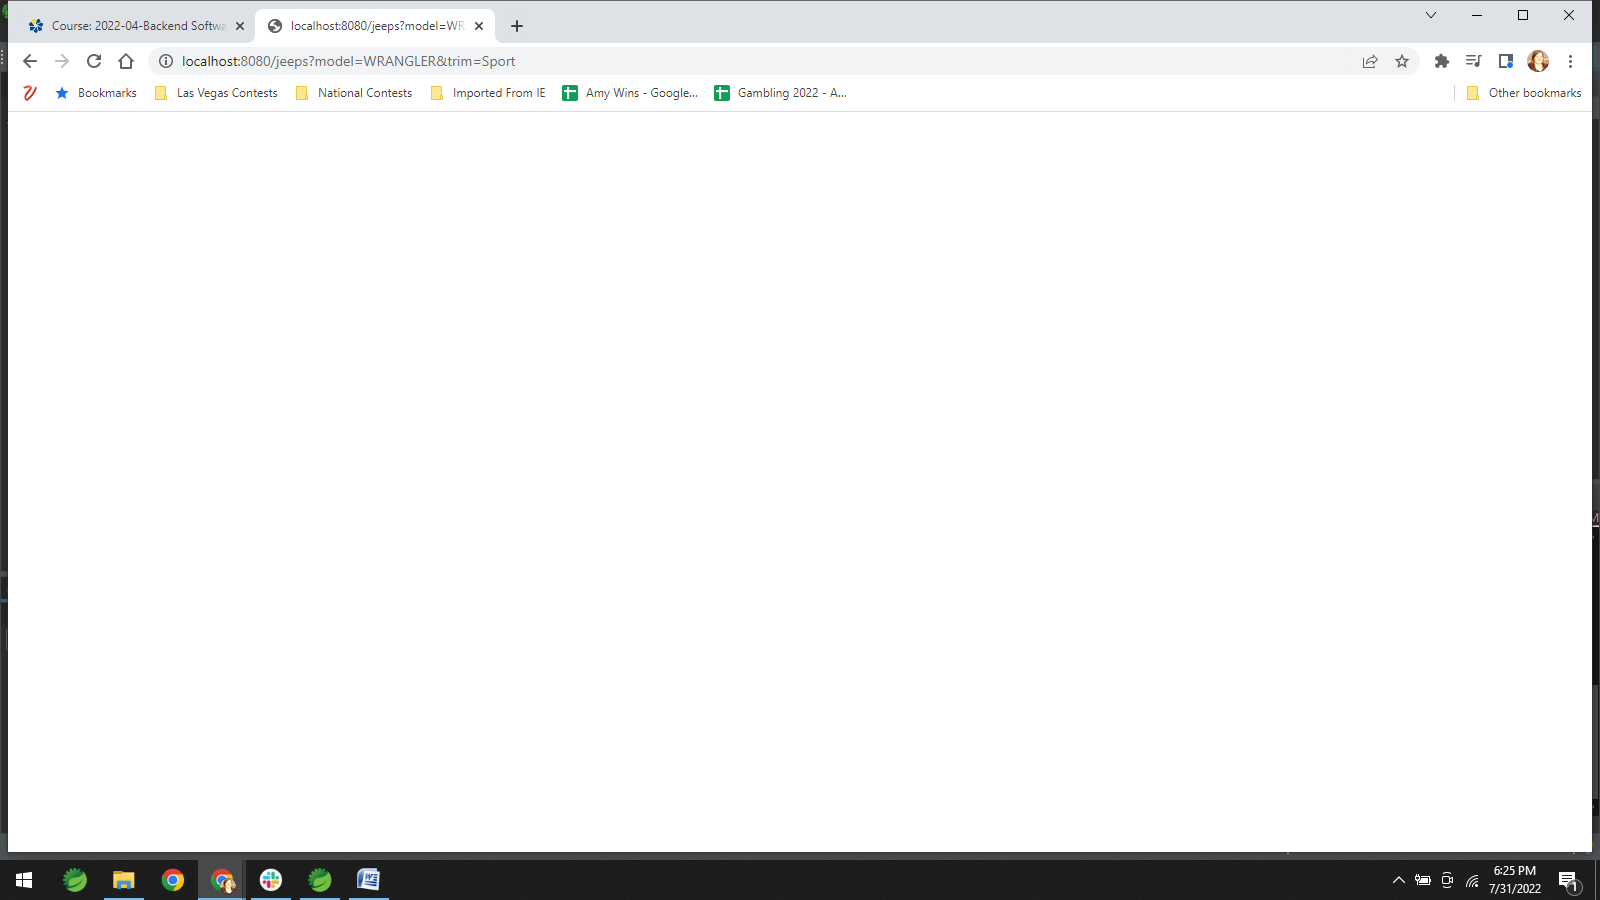 Course: 2022-04-Backend Softwa
localhost:8080/jeeps?model=WR
localhost:8080/jeeps?model=WRANGLER&trim=Sport
Bookmarks
Las Vegas Contests
National Contests
Imported From IE
Amy Wins - Google...
Gambling 2022 - A...
Other bookmarks
6:25 PM
7/31/2022
1